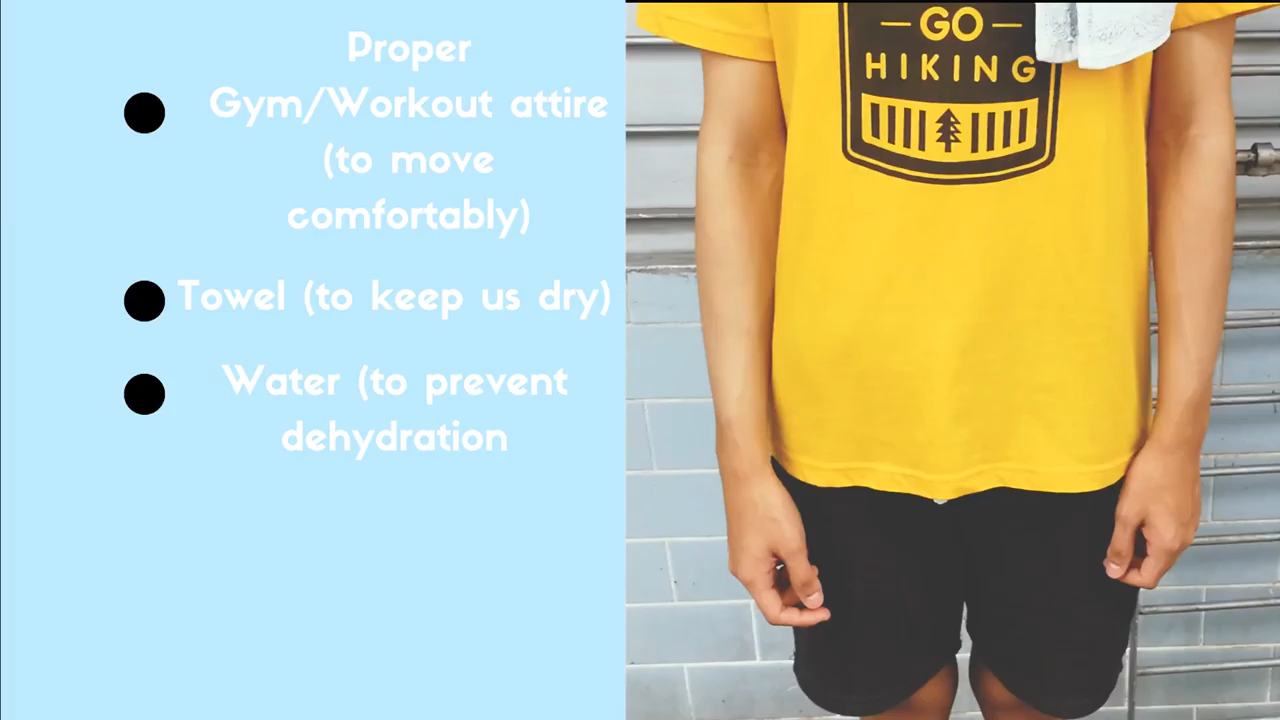 Proper
Gym/Workout attire
(to move
comfortably)
Towel (to keep us dry)
Water (to prevent
dehydration
— GO —
HIKING